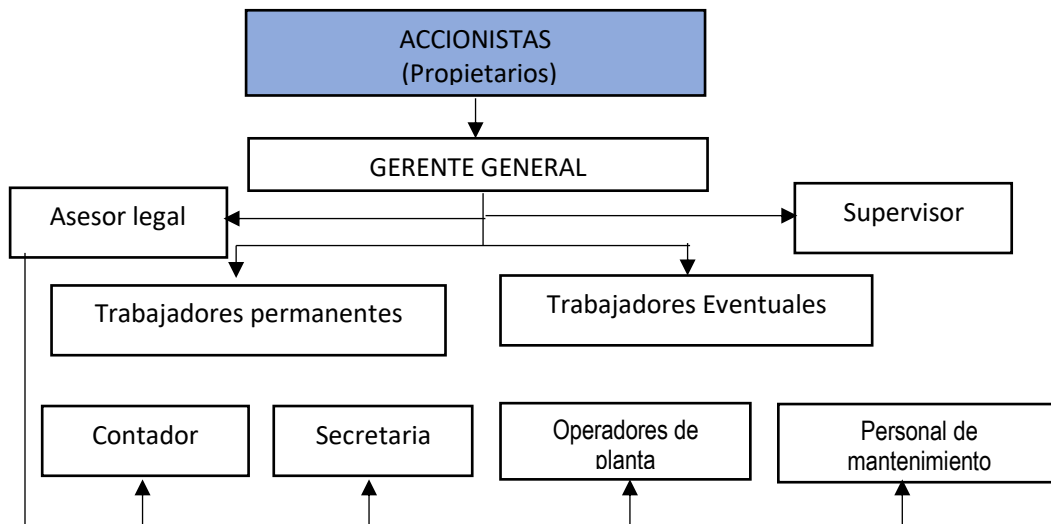 ACCIONISTAS
(Propietarios)
GERENTE GENERAL
Asesor legal
Supervisor
Trabajadores permanentes
Trabajadores Eventuales
Contador
Secretaria
Operadores de
planta
Personal de
mantenimiento